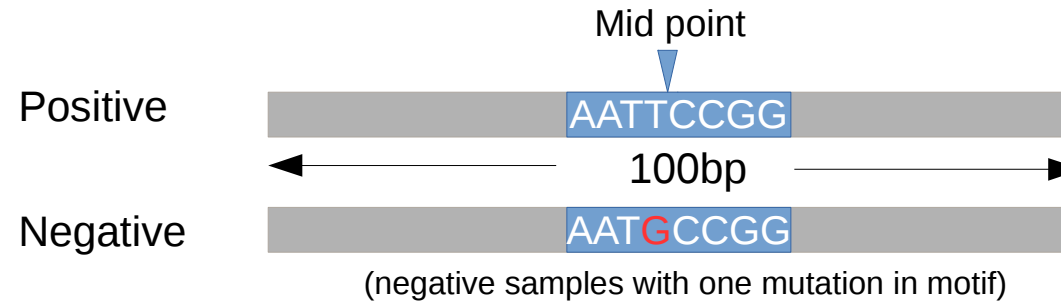 Mid point
Positive AATTCCGG
100bp
Negative AATGCCGG
(negative samples with one mutation in motif)